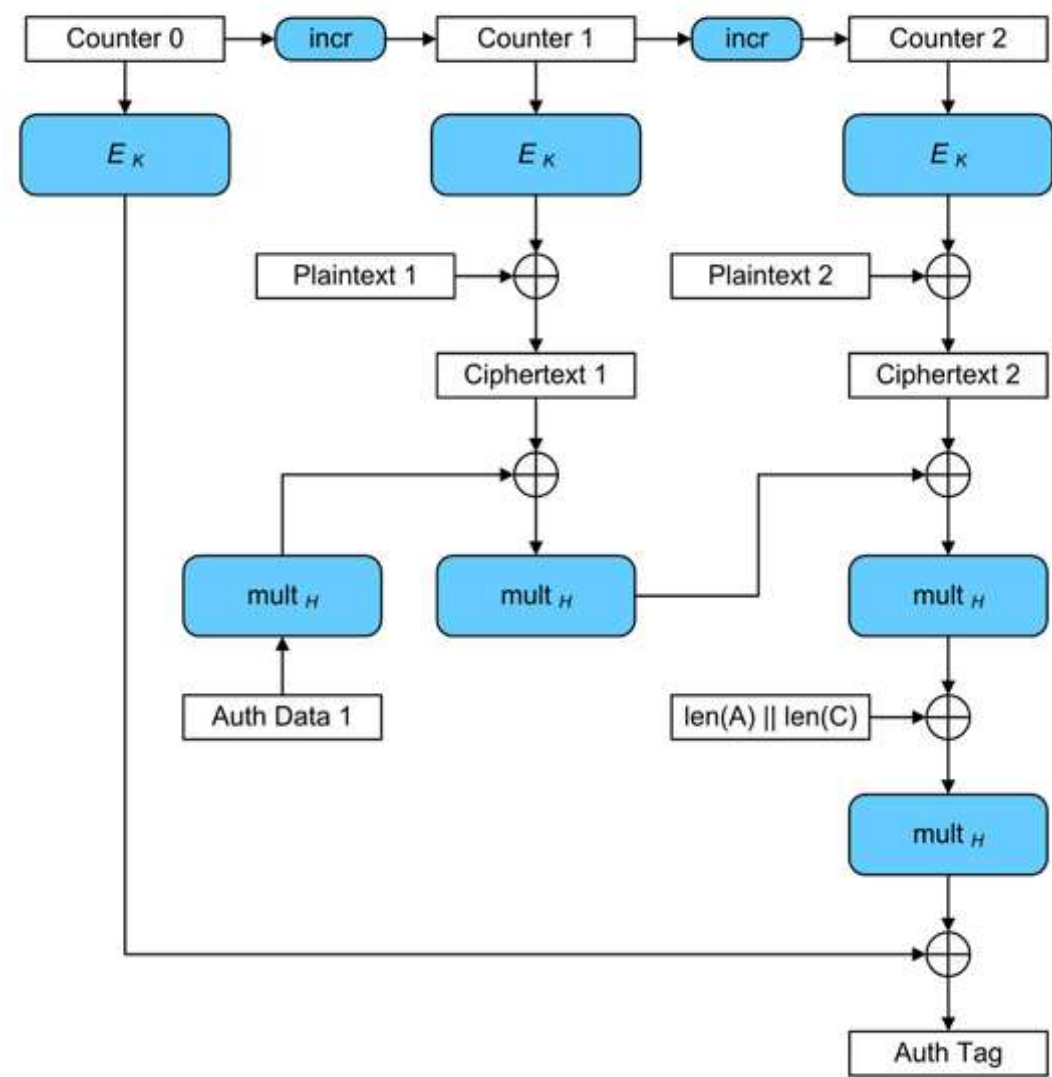 Counter 0
incr
Counter 1
incr
Counter 2
E K
E K
E K
Plaintext 1
Plaintext 2
Ciphertext 1
Ciphertext 2
mult H
mult H
mult H
Auth Data 1
len(A) || len(C)
mult H
Auth Tag